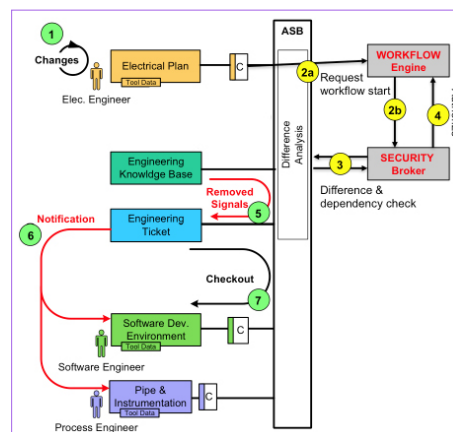 ASB
1
Changes
Electrical Plan
Tool Data
Elec. Engineer
C
2a
WORKFLOW
Engine
Request
workflow start
2b
4
Difference
Analysis
SECURITY
Broker
3
Difference &
dependency check
Engineering
Knowldge Base
Removed
Signals
5
Notification
6
Engineering
Ticket
Checkout
7
Software Dev.
Environment
Tool Data
C
Software Engineer
Pipe &
Instrumentation
Tool Data
C
Process Engineer